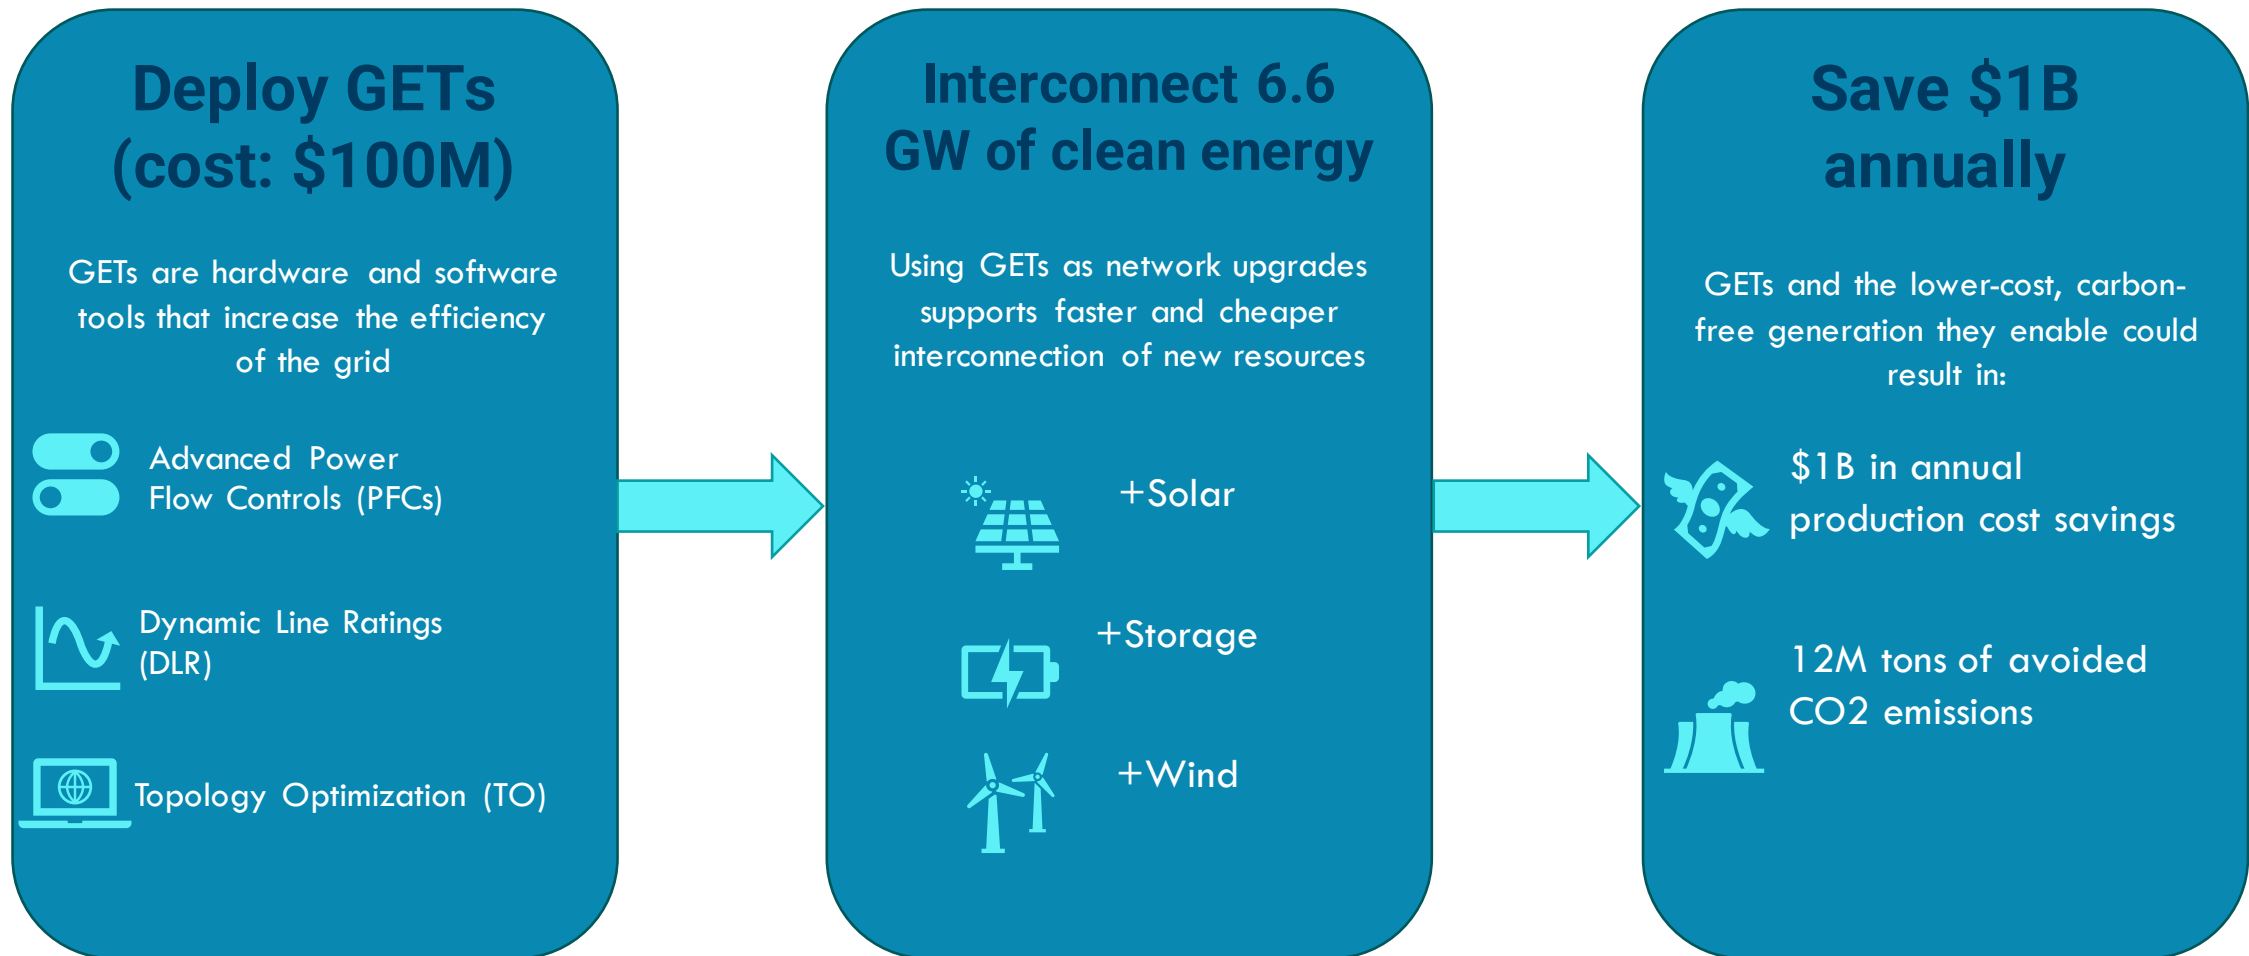 Deploy GETs
(cost: $100M)
GETs are hardware and software
tools that increase the efficiency
of the grid
Advanced Power
Flow Controls (PFCs)
Dynamic Line Ratings
(DLR)
Topology Optimization (TO)
Interconnect 6.6
GW of clean energy
Using GETs as network upgrades
supports faster and cheaper
interconnection of new resources
+Solar
+Storage
+Wind
Save $1B
annually
GETs and the lower-cost, carbon-
free generation they enable could
result in:
$1B in annual
production cost savings
12M tons of avoided
CO2 emissions